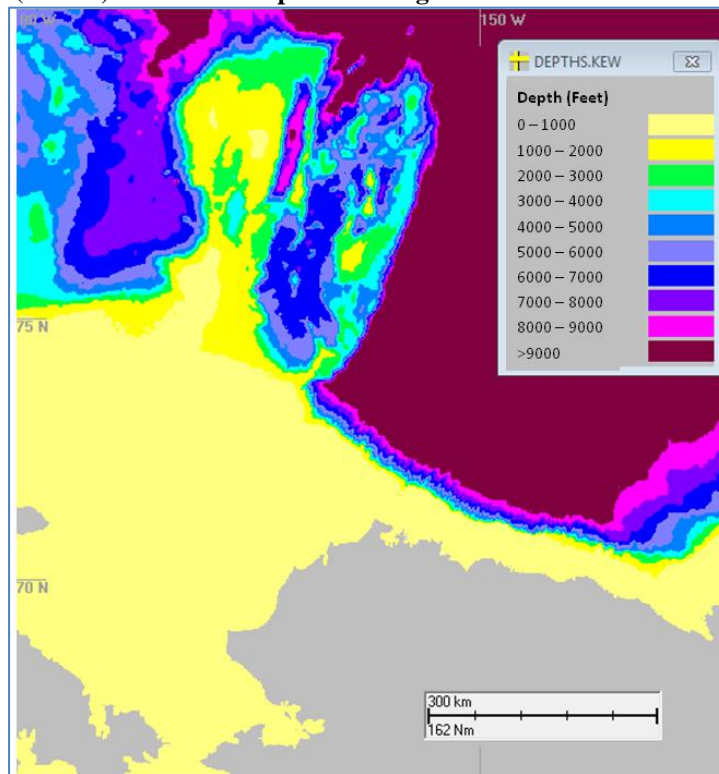 80 W
150 W
DEPTHS.KEW
Depth (Feet)
0 – 1000
1000 – 2000
2000 – 3000
3000 – 4000
4000 – 5000
5000 – 6000
6000 – 7000
7000 – 8000
8000 – 9000
>9000
75 N
70 N
300 km
162 Nm